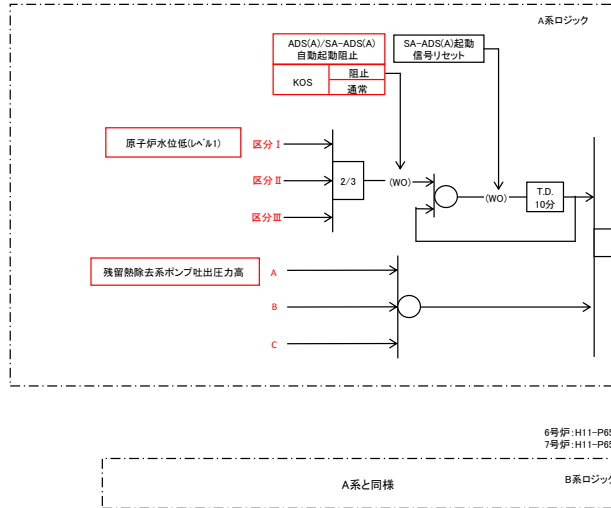 A系ロジック
ADS(A)/SA-ADS(A)
自動起動阻止
KOS
阻止
通常
SA-ADS(A)起動
信号リセット
原子炉水位低(レベル1)
区分Ⅰ
区分Ⅱ
区分Ⅲ
2/3
(WO)
(WO)
T.D.
10分
残留熱除去系ポンプ吐出圧力高
A
B
C
6号炉:H11-P65
7号炉:H11-P65
A系と同様
B系ロジック